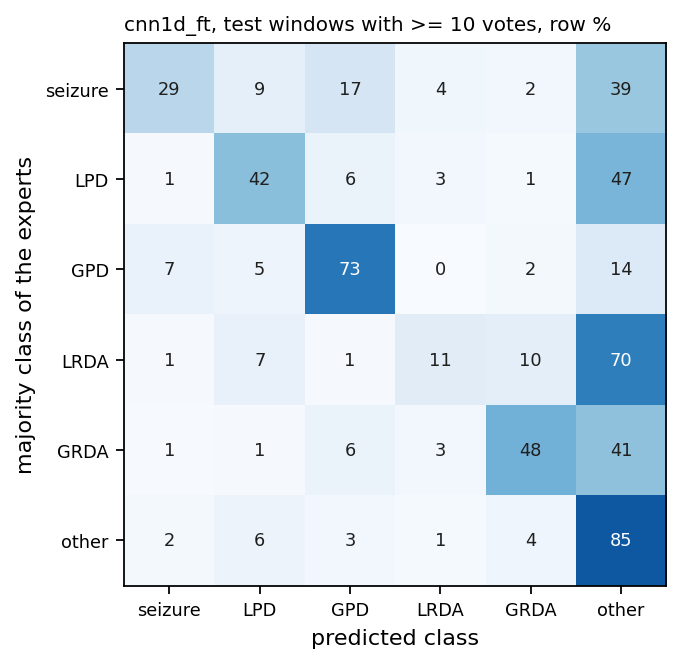 cnn1d_ft, test windows with >= 10 votes, row %
majority class of the experts
seizure 29 9 17 4 2 39
LPD 1 42 6 3 1 47
GPD 7 5 73 0 2 14
LRDA 1 7 1 11 10 70
GRDA 1 1 6 3 48 41
other 2 6 3 1 4 85
seizure LPD GPD LRDA GRDA other
predicted class